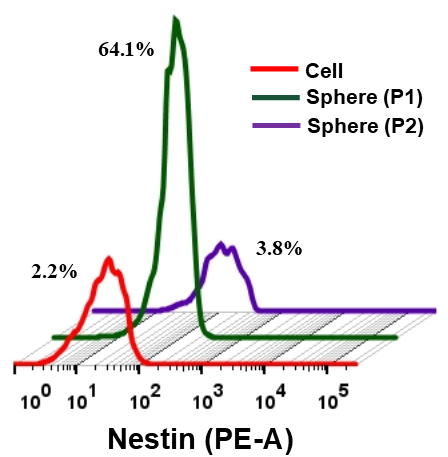 64.1%
Cell
Sphere (P1)
Sphere (P2)
2.2%
3.8%
10⁰ 10¹ 10² 10³ 10⁴ 10⁵
Nestin (PE-A)